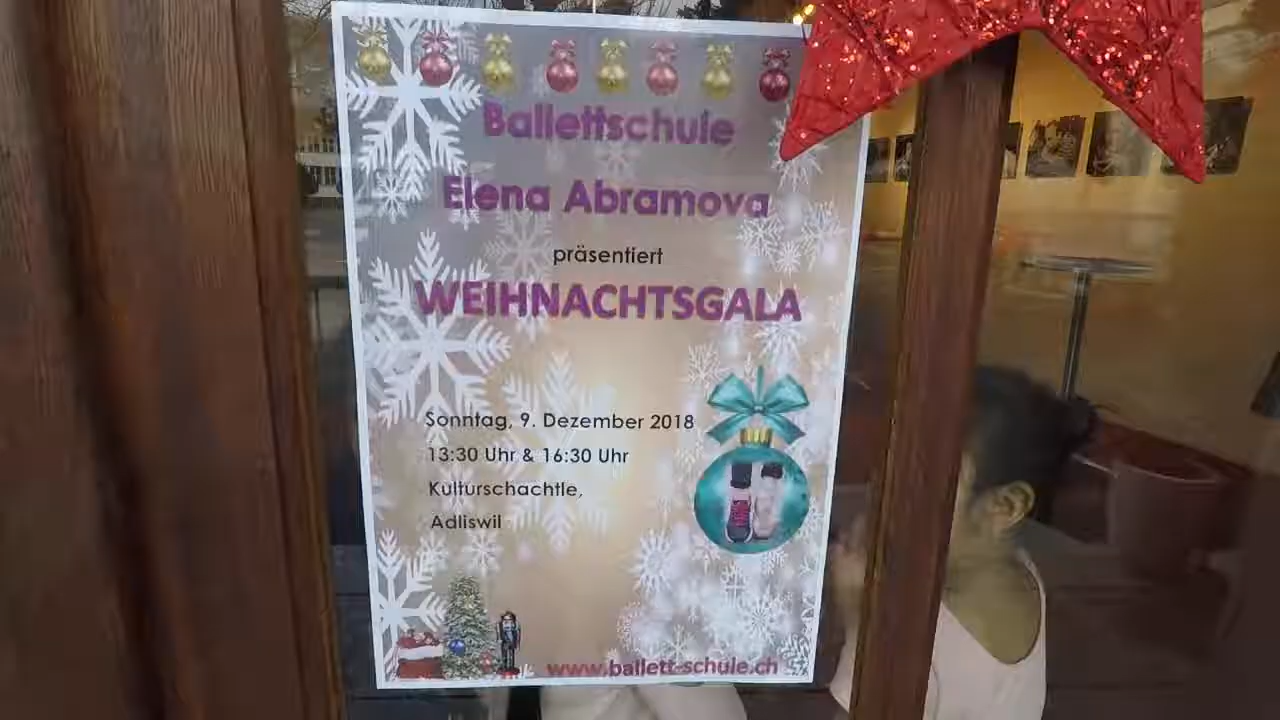 Ballettschule
Elena Abramova
präsentiert
WEIHNACHTSGALA
Sonntag, 9. Dezember 2018
13:30 Uhr & 16:30 Uhr
Kulturschachtle,
Adliswil
www.ballett-schule.ch